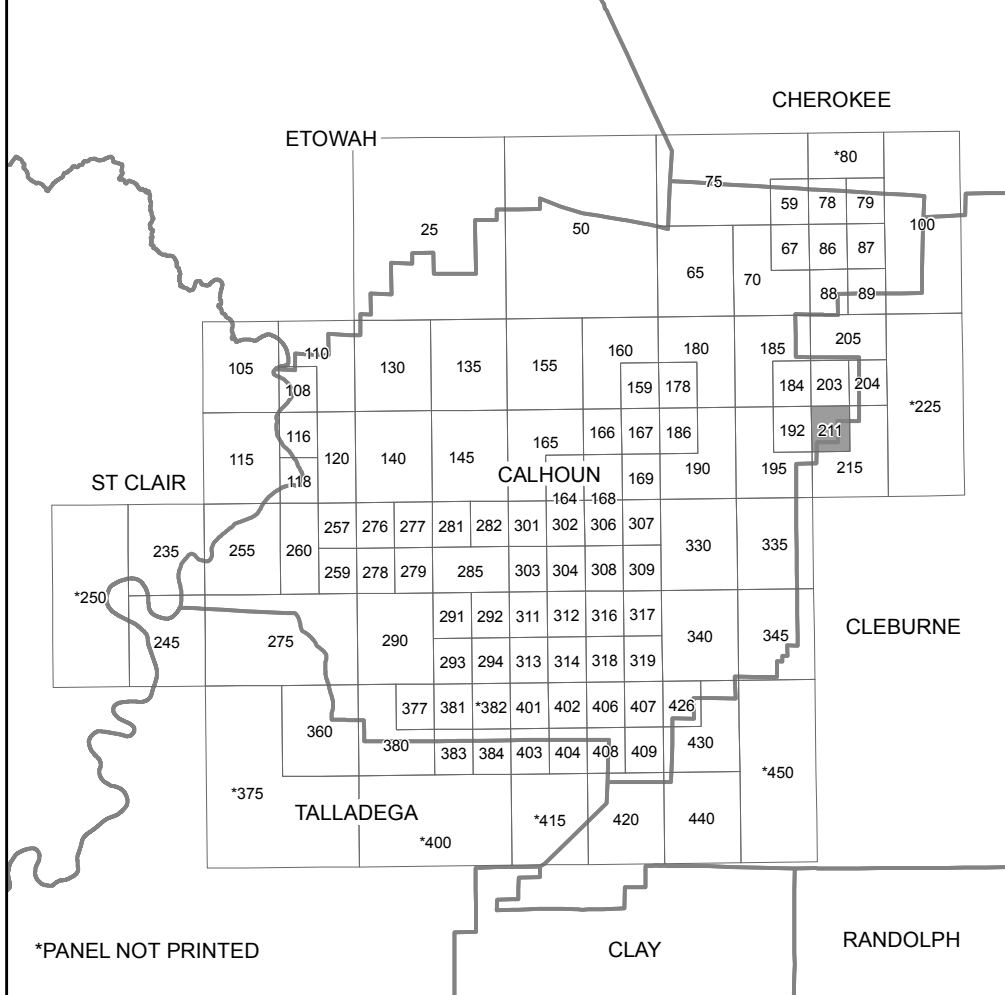 CHEROKEE
ETOWAH
*80
75
59 78 79
25 50 100
67 86 87
65 70
88 89
110 160 180 185 205
105 130 135 155
159 178 184 203 204
108 *225
116 166 167 186 192 211
115 120 140 145 165
ST CLAIR 118 CALHOUN 169 190 195 215
164 168
257 276 277 281 282 301 302 306 307
235 255 260 330 335
259 278 279 285 303 304 308 309
*250
291 292 311 312 316 317
245 275 290 340 345 CLEBURNE
293 294 313 314 318 319
377 381 *382 401 402 406 407 426
360 380 430
383 384 403 404 408 409
*375 *450
TALLADEGA *415 420 440
*400
*PANEL NOT PRINTED CLAY RANDOLPH